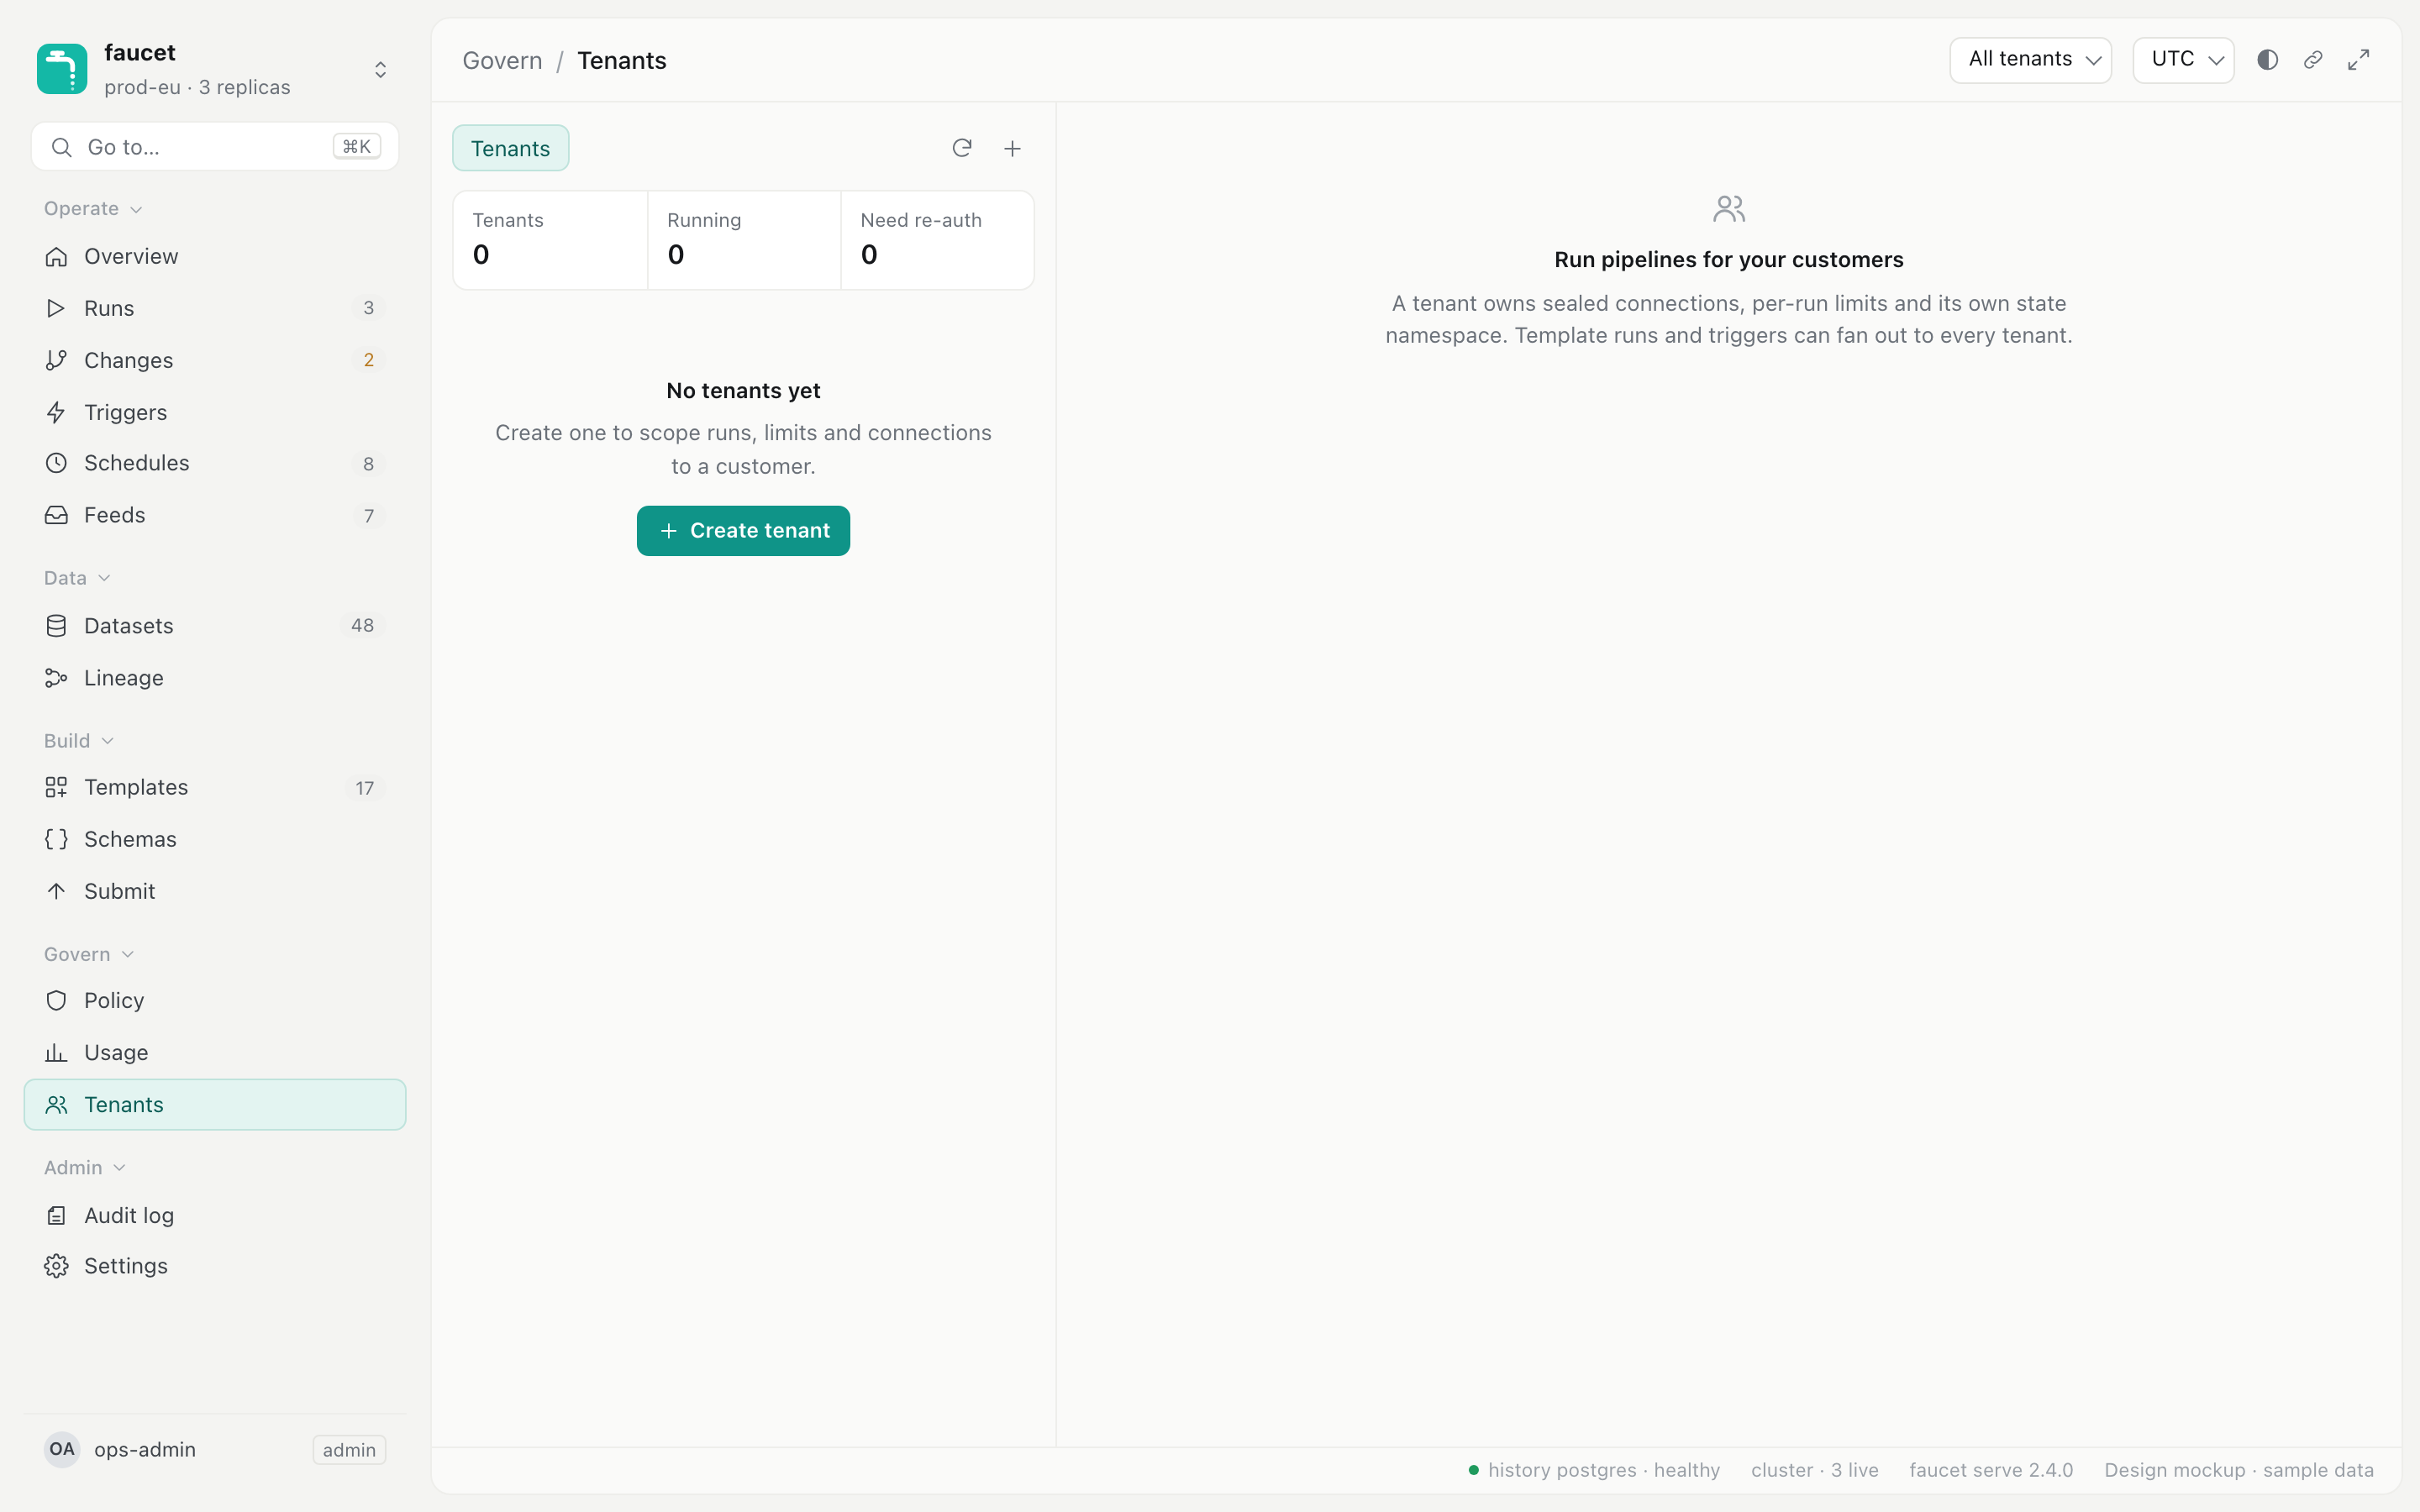 faucet
prod-eu · 3 replicas
Go to...
⌘K
Operate
Overview
Runs 3
Changes 2
Triggers
Schedules 8
Feeds 7
Data
Datasets 48
Lineage
Build
Templates 17
Schemas
Submit
Govern
Policy
Usage
Tenants
Admin
Audit log
Settings
OA ops-admin admin
Govern / Tenants
All tenants
UTC
Tenants
Tenants
0
Running
0
Need re-auth
0
No tenants yet
Create one to scope runs, limits and connections
to a customer.
Create tenant
Run pipelines for your customers
A tenant owns sealed connections, per-run limits and its own state
namespace. Template runs and triggers can fan out to every tenant.
history postgres · healthy
cluster · 3 live
faucet serve 2.4.0
Design mockup · sample data